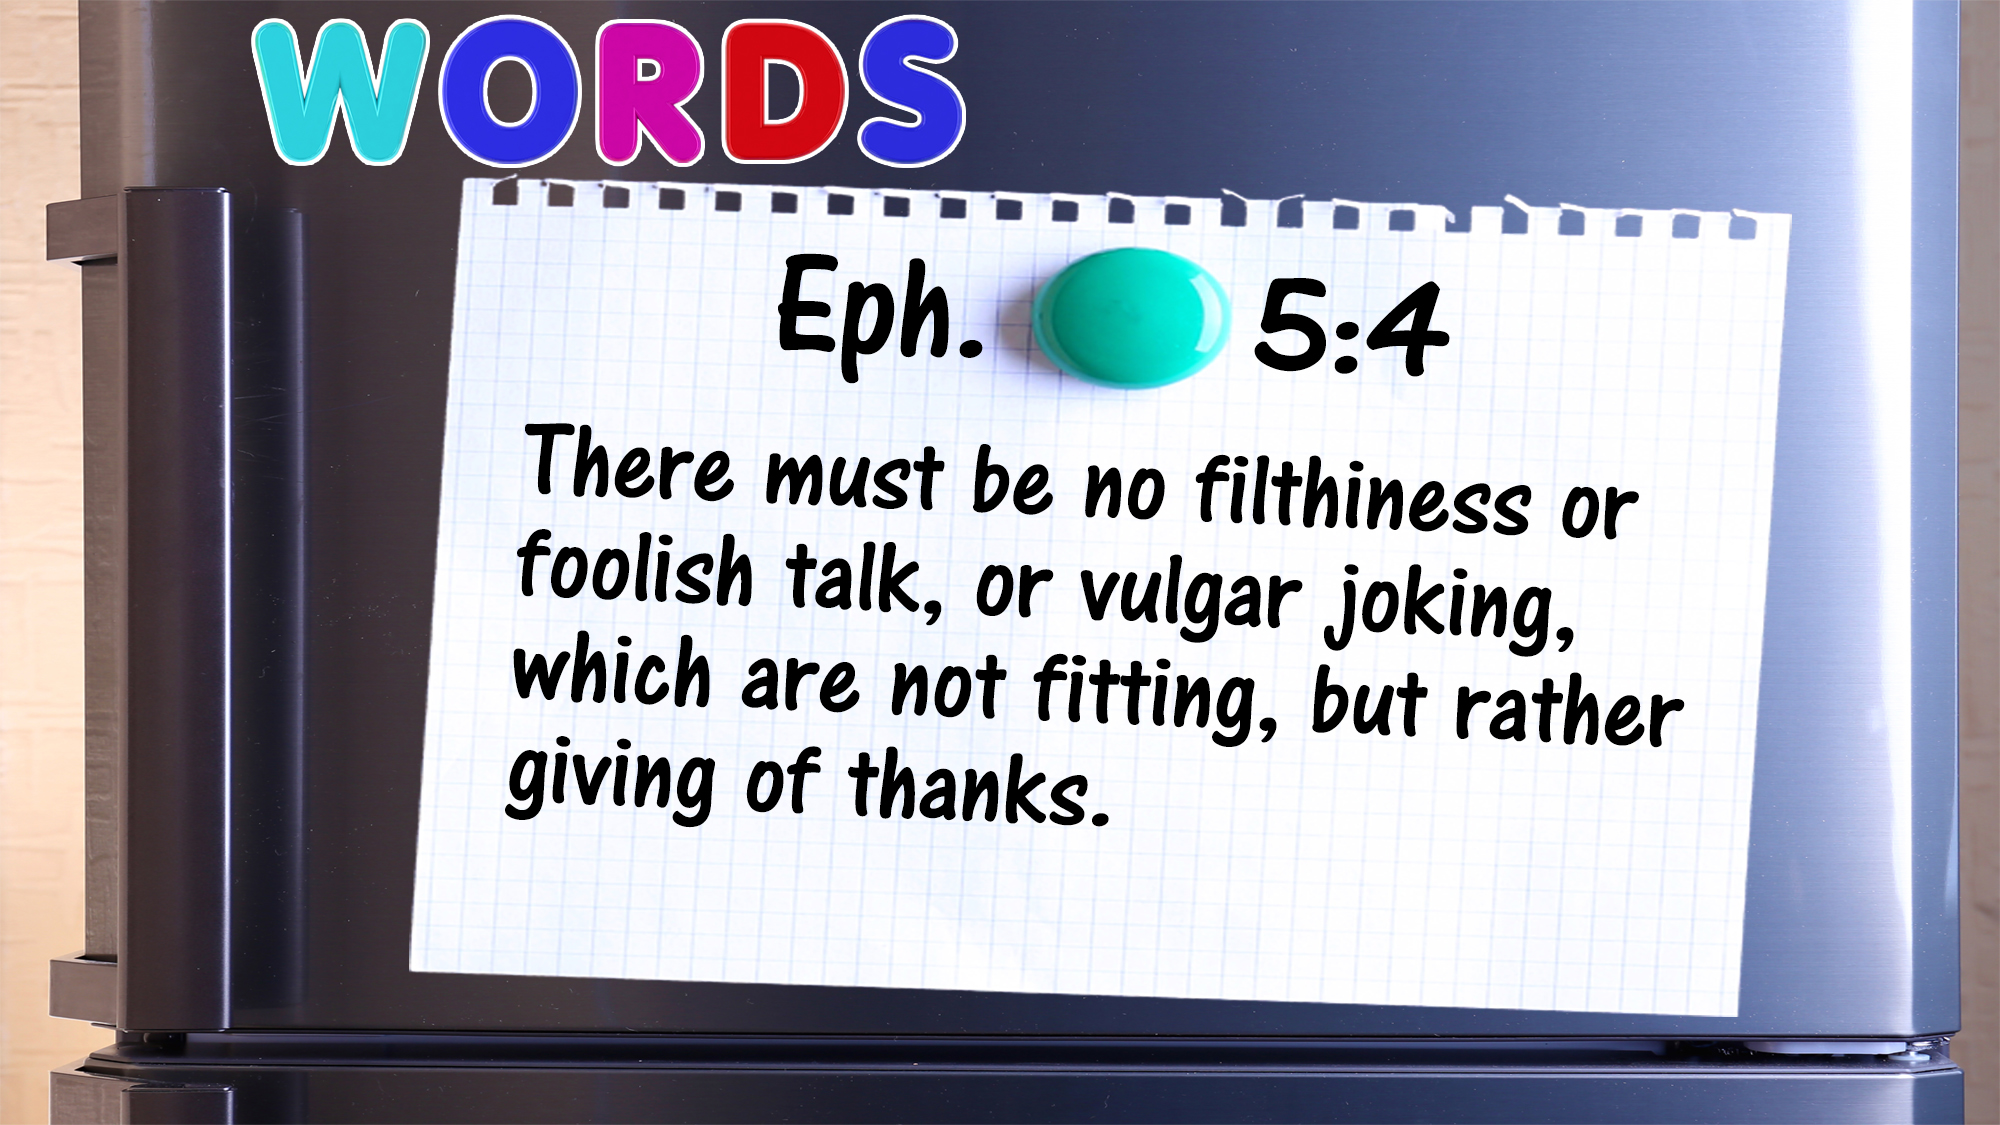 WORDS
Eph. 5:4
There must be no filthiness or
foolish talk, or vulgar joking,
which are not fitting, but rather
giving of thanks.